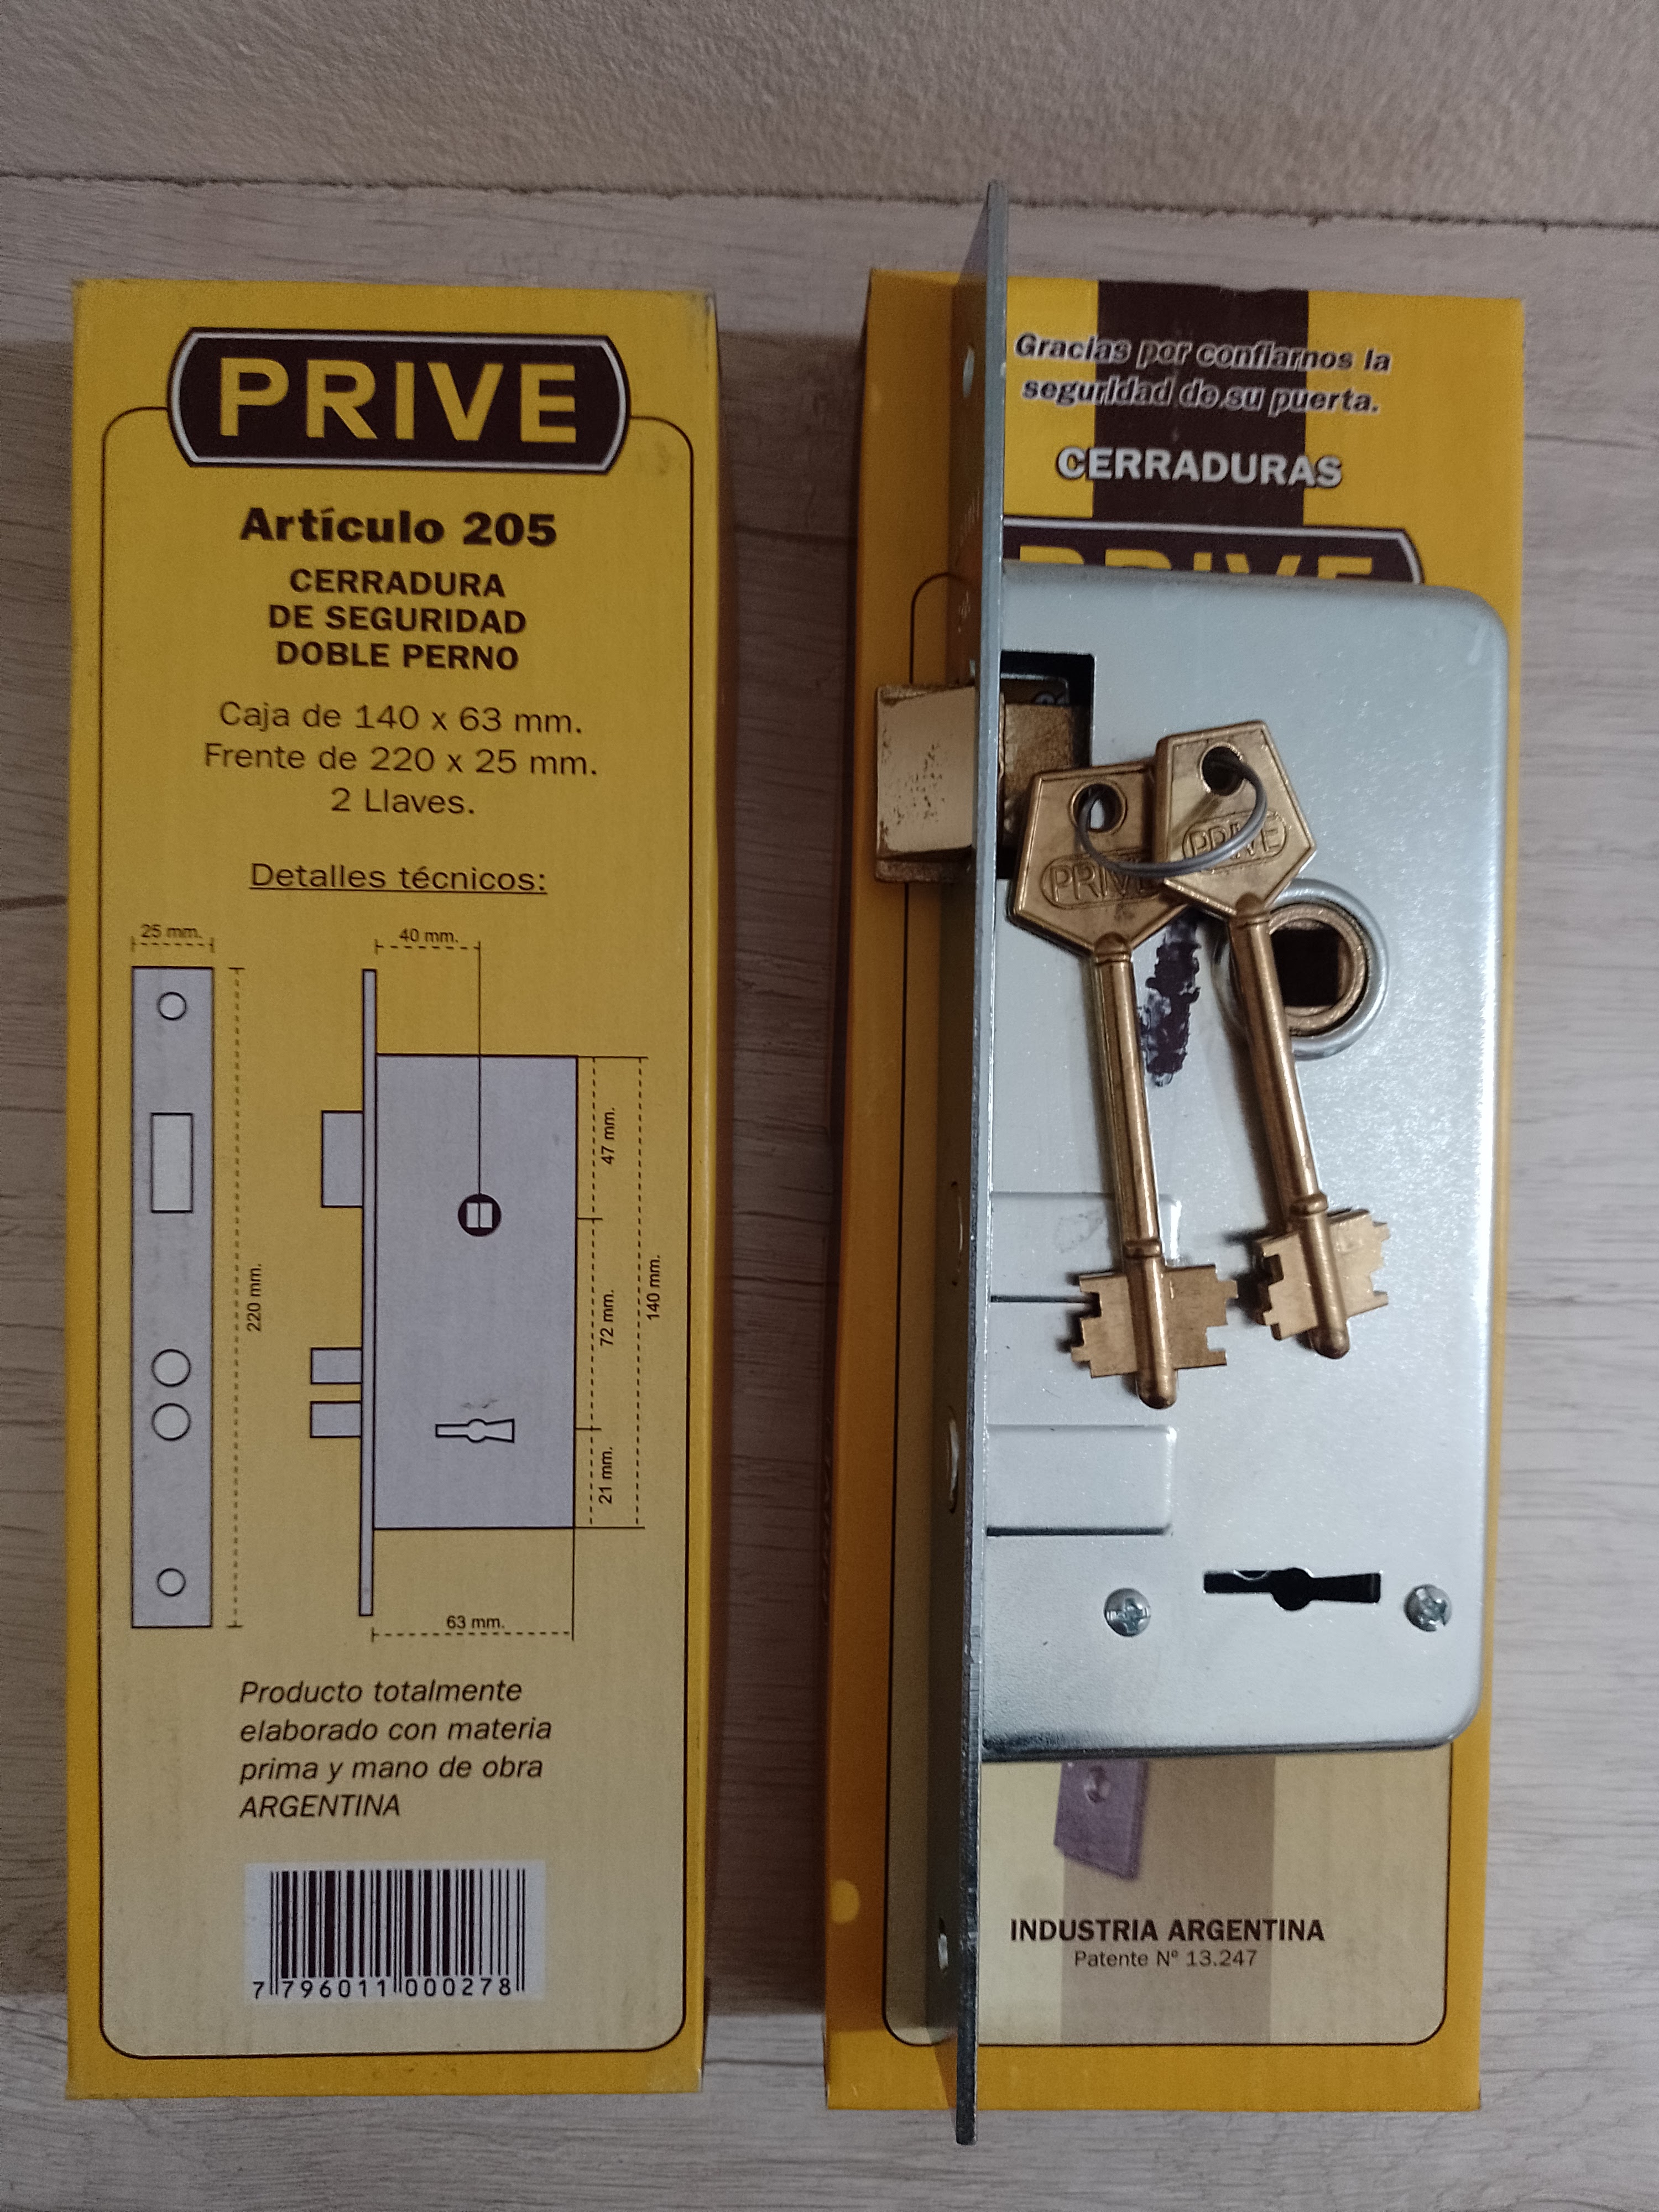 PRIVE
Artículo 205
CERRADURA
DE SEGURIDAD
DOBLE PERNO
Caja de 140 x 63 mm.
Frente de 220 x 25 mm.
2 Llaves.
Detalles técnicos:
25 mm.
40 mm.
47 mm.
220 mm.
72 mm.
140 mm.
21 mm.
63 mm.
Producto totalmente
elaborado con materia
prima y mano de obra
ARGENTINA
7 796011 000278
Gracias por confiarnos la
seguridad de su puerta.
CERRADURAS
PRIVE
PRIVE
PRIVE
INDUSTRIA ARGENTINA
Patente Nº 13.247